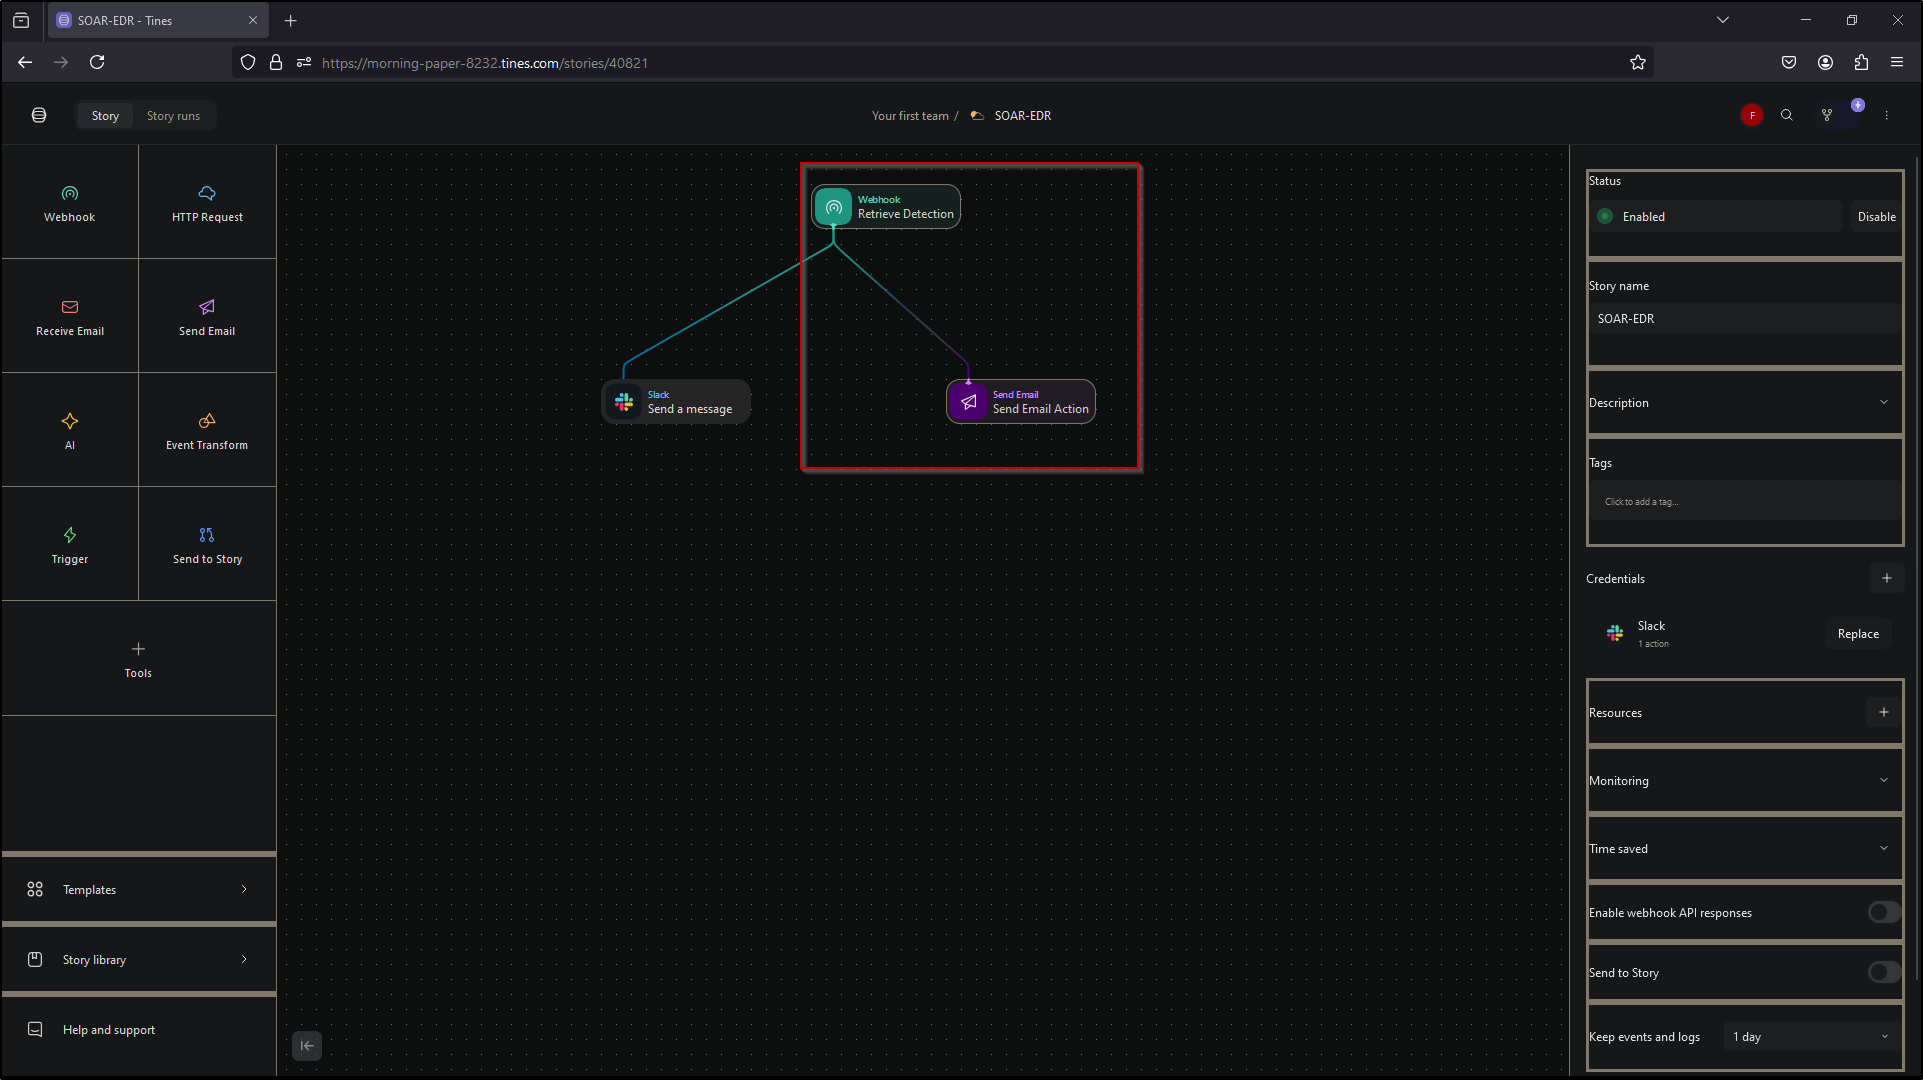 SOAR-EDR - Tines
https://morning-paper-8232.tines.com/stories/40821
Story
Story runs
Your first team / SOAR-EDR
F
Webhook
HTTP Request
Receive Email
Send Email
AI
Event Transform
Trigger
Send to Story
Tools
Templates
Story library
Help and support
Webhook
Retrieve Detection
Slack
Send a message
Send Email
Send Email Action
Status
Enabled
Disable
Story name
SOAR-EDR
Description
Tags
Click to add a tag...
Credentials
Slack
1 action
Replace
Resources
Monitoring
Time saved
Enable webhook API responses
Send to Story
Keep events and logs
1 day